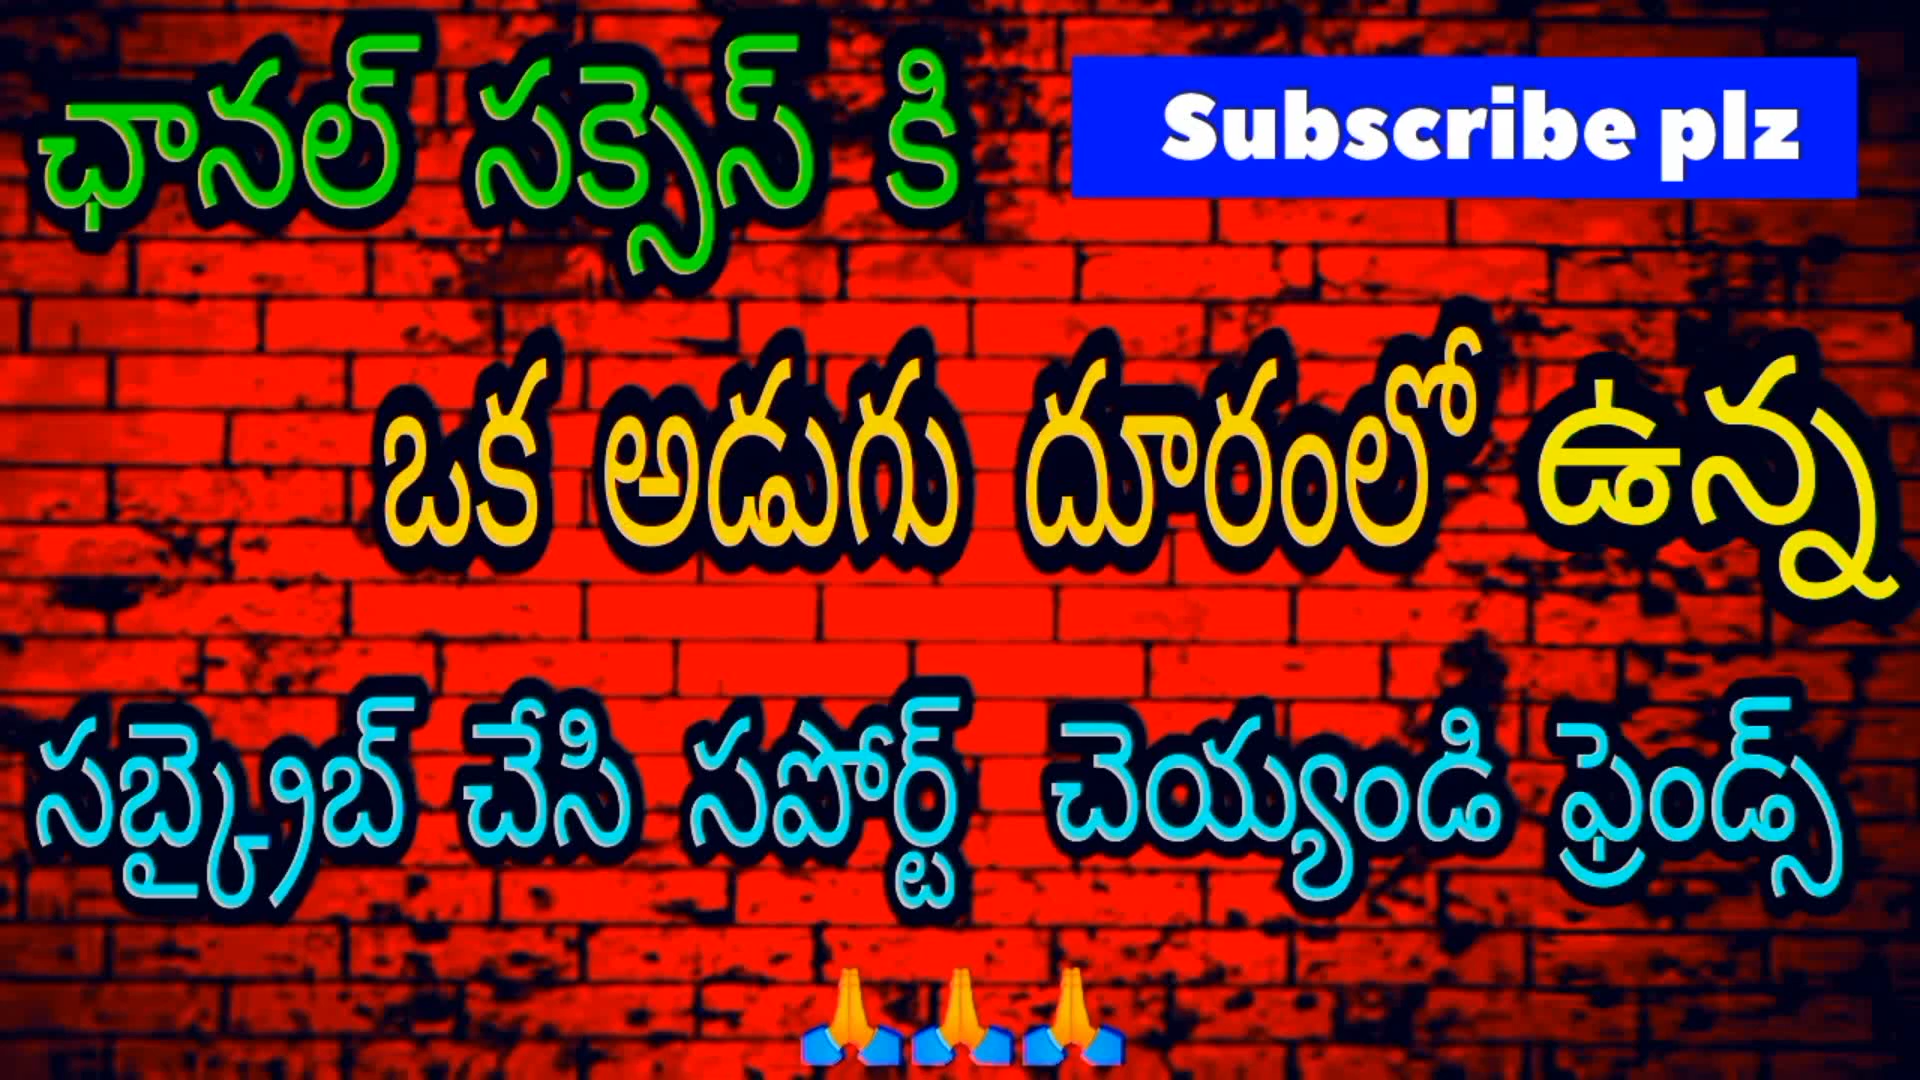 ఛానల్ సక్సెస్ కి
Subscribe plz
ఒక అడుగు దూరంలో ఉన్న
సబ్స్క్రైబ్ చేసి సపోర్ట్ చెయ్యండి ఫ్రెండ్స్
🙏🙏🙏